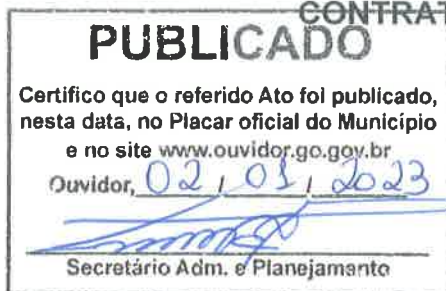 CONTRAT
PUBLICADO
Certifico que o referido Ato foi publicado,
nesta data, no Placar oficial do Município
e no site www.ouvidor.go.gov.br
Ouvidor, 02 / 01 / 2023
Secretário Adm. e Planejamento